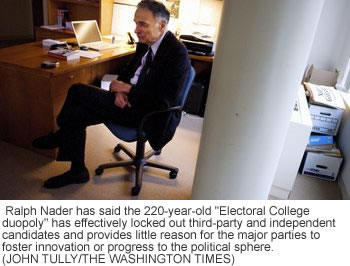 Ralph Nader has said the 220-year-old "Electoral College
duopoly" has effectively locked out third-party and independent
candidates and provides little reason for the major parties to
foster innovation or progress to the political sphere.
(JOHN TULLY/THE WASHINGTON TIMES)